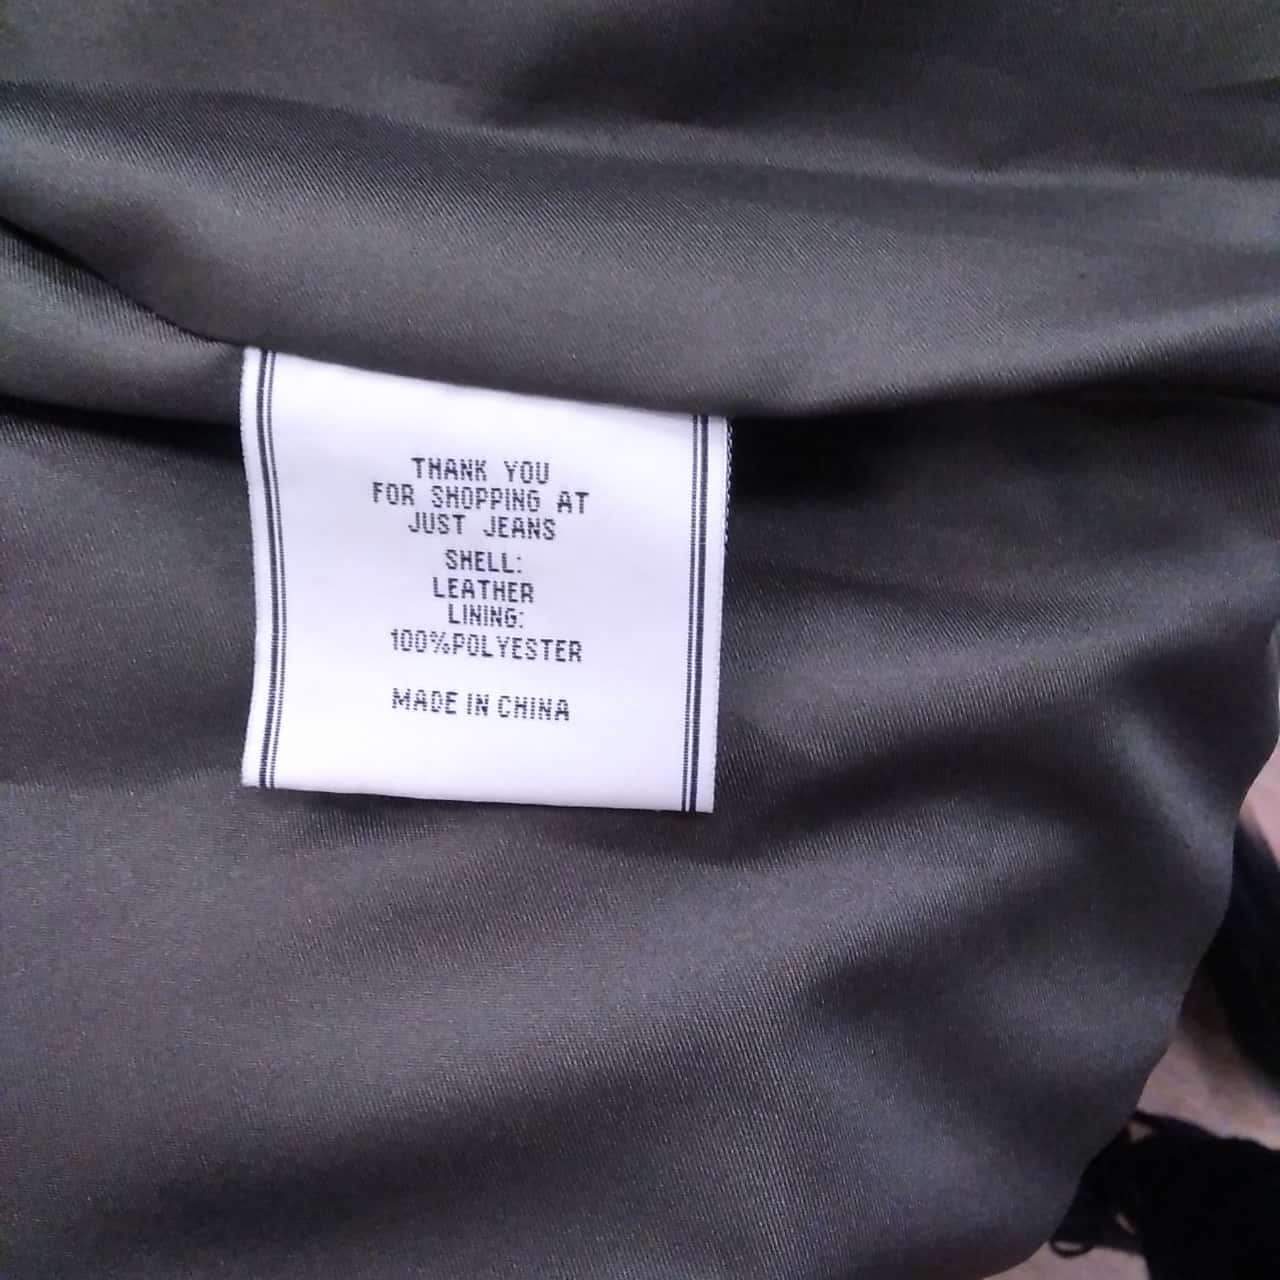 THANK YOU
FOR SHOPPING AT
JUST JEANS
SHELL:
LEATHER
LINING:
100%POLYESTER
MADE IN CHINA